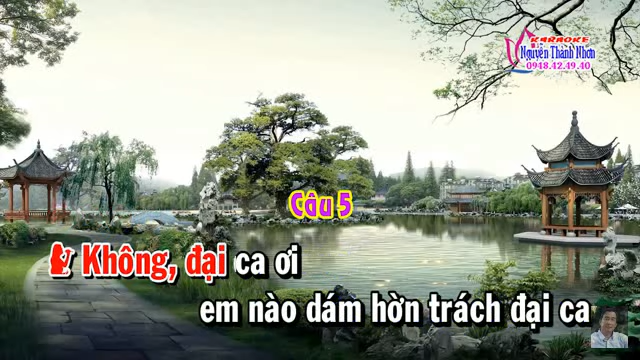 KARAOKE
Nguyễn Thành Nhơn
0948.42.49.40
Câu 5
Không, đại ca ơi
em nào dám hờn trách đại ca